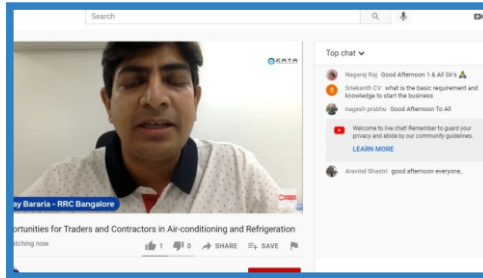 Search
KATA
Top chat
Nagaraj Raj Good Afternoon 1 & All Sir's
S
Sriekanth CV what is the basic requirement and
knowledge to start the business
nagesh prabhu Good Afternoon To All
Welcome to live chat! Remember to guard your
privacy and abide by our community guidelines.
LEARN MORE
Aravind Shastri good afternoon everyone,
ay Bararia - RRC Bangalore
ortunities for Traders and Contractors in Air-conditioning and Refrigeration
atching now
1
0
SHARE
SAVE